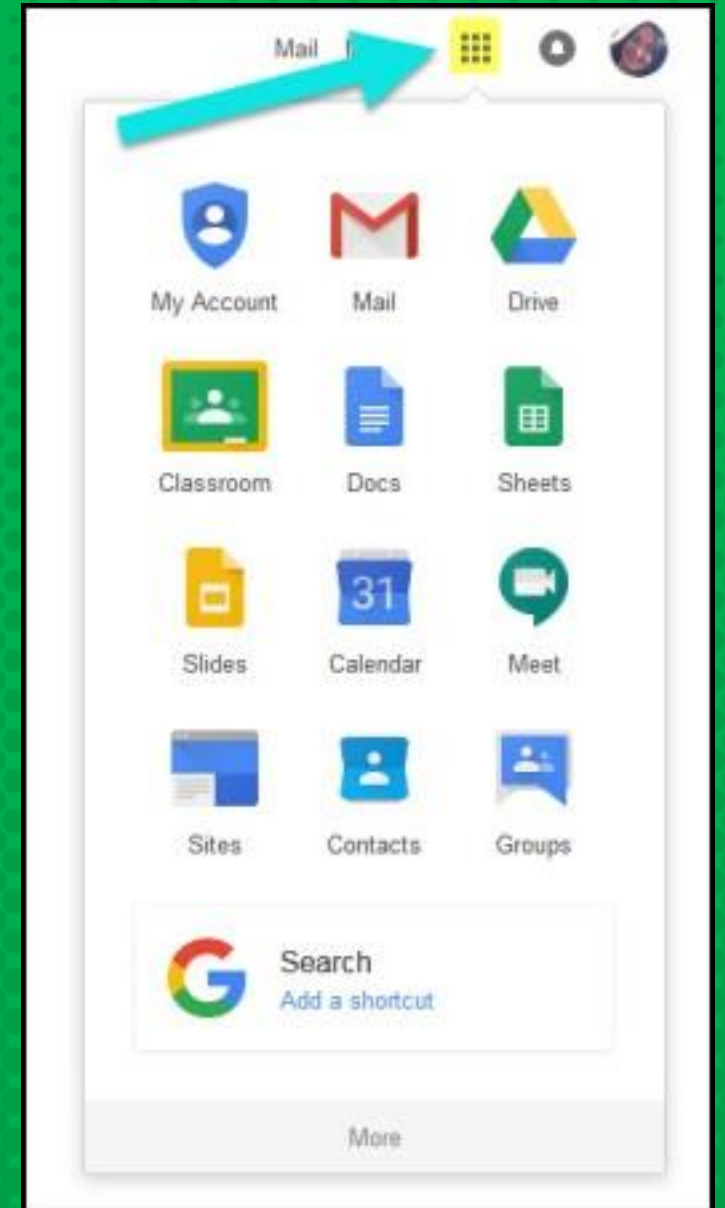 Mail
My Account Mail Drive
Classroom Docs Sheets
31
Slides Calendar Meet
Sites Contacts Groups
G Search
Add a shortcut
More